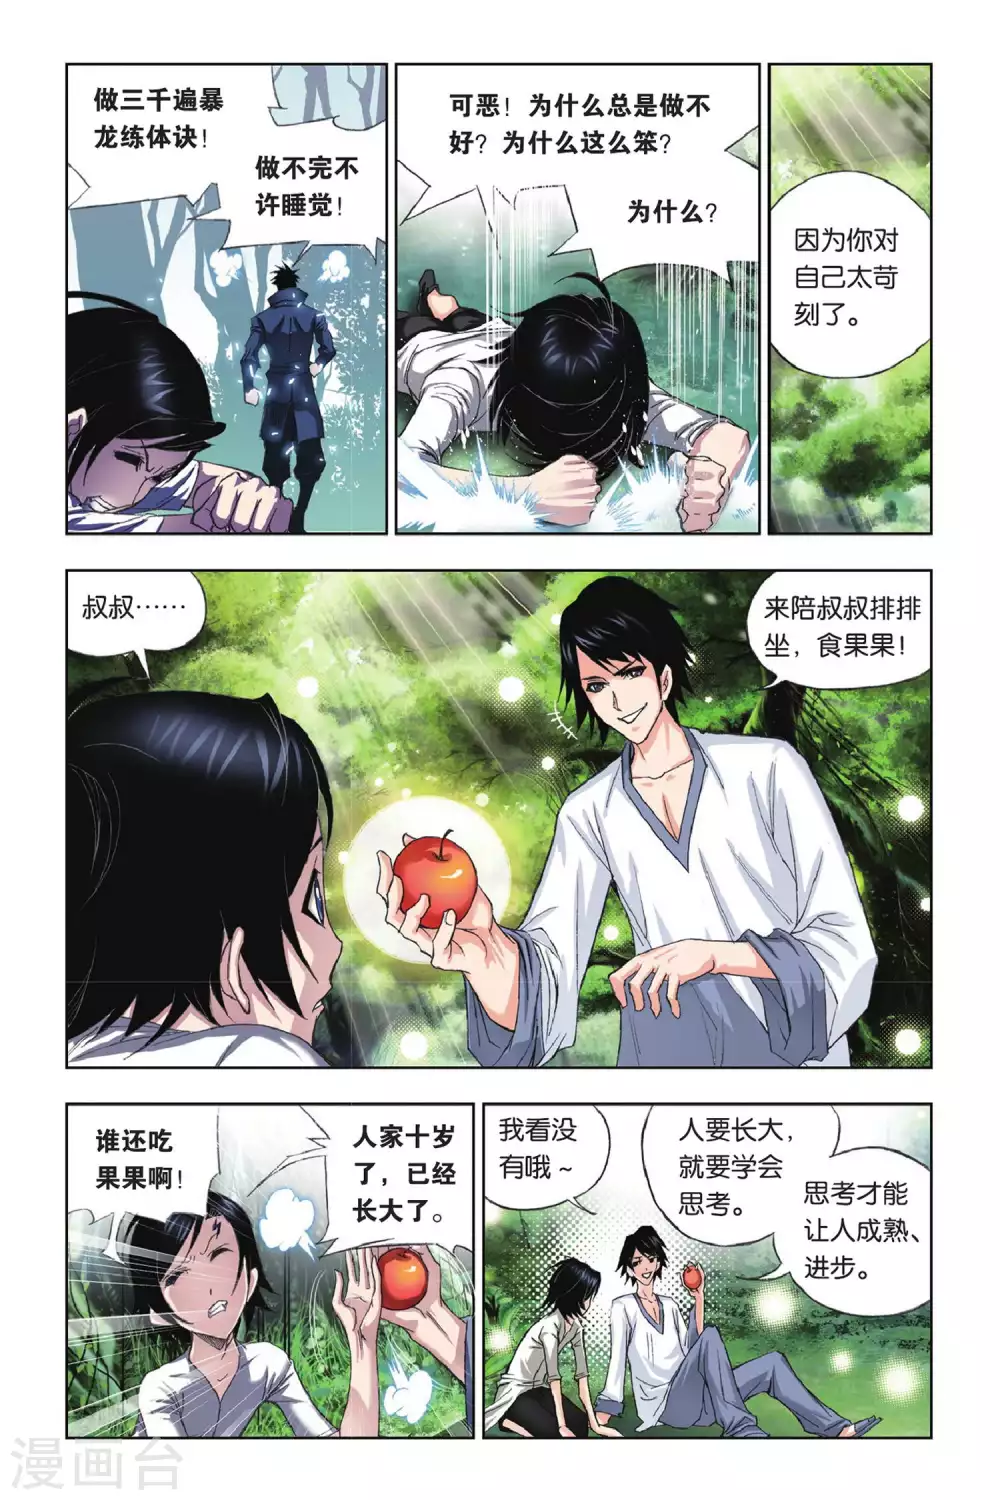 做三千遍暴
龙练体诀！
做不完不
许睡觉！
可恶！为什么总是做不
好？为什么这么笨？
为什么？
因为你对
自己太苛
刻了。
叔叔……
来陪叔叔排排
坐，食果果！
谁还吃
果果啊！
人家十岁
了，已经
长大了。
我看没
有哦～
人要长大，
就要学会
思考。
思考才能
让人成熟、
进步。
漫画台